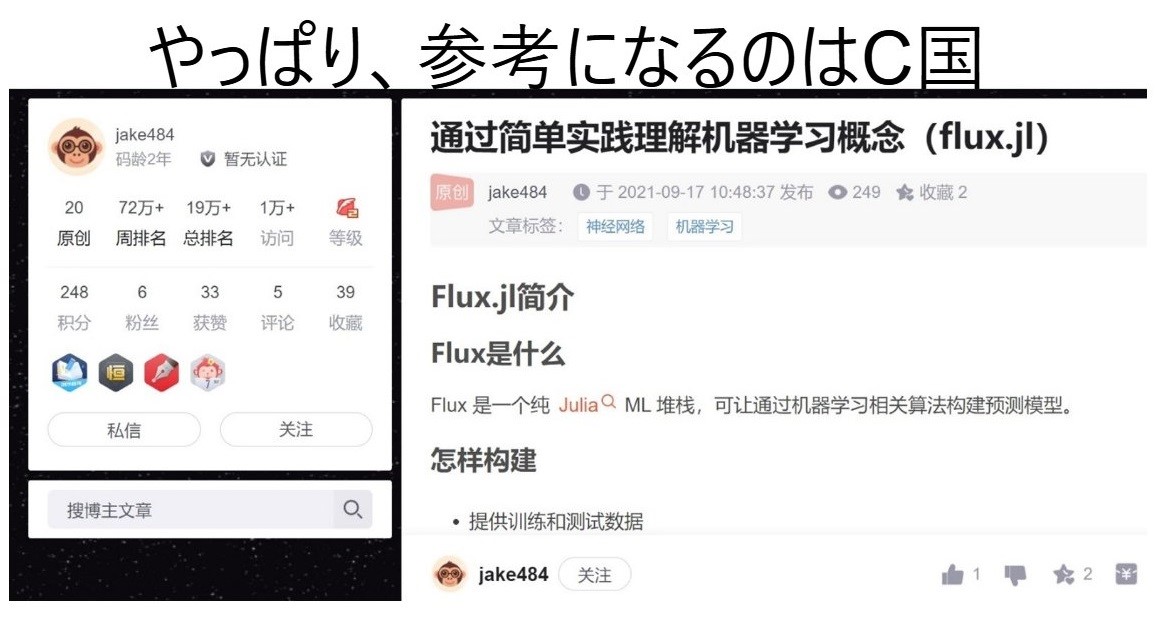 やっぱり、参考になるのはC国
jake484
码龄2年 暂无认证
20 72万+ 19万+ 1万+
原创 周排名 总排名 访问 等级
248 6 33 5 39
积分 粉丝 获赞 评论 收藏
恒
7
私信 关注
搜博主文章
通过简单实践理解机器学习概念（flux.jl）
原创 jake484 于 2021-09-17 10:48:37 发布 249 收藏 2
文章标签： 神经网络 机器学习
Flux.jl简介
Flux是什么
Flux 是一个纯 Julia ML 堆栈，可让通过机器学习相关算法构建预测模型。
怎样构建
• 提供训练和测试数据
jake484 关注 1 2 ¥